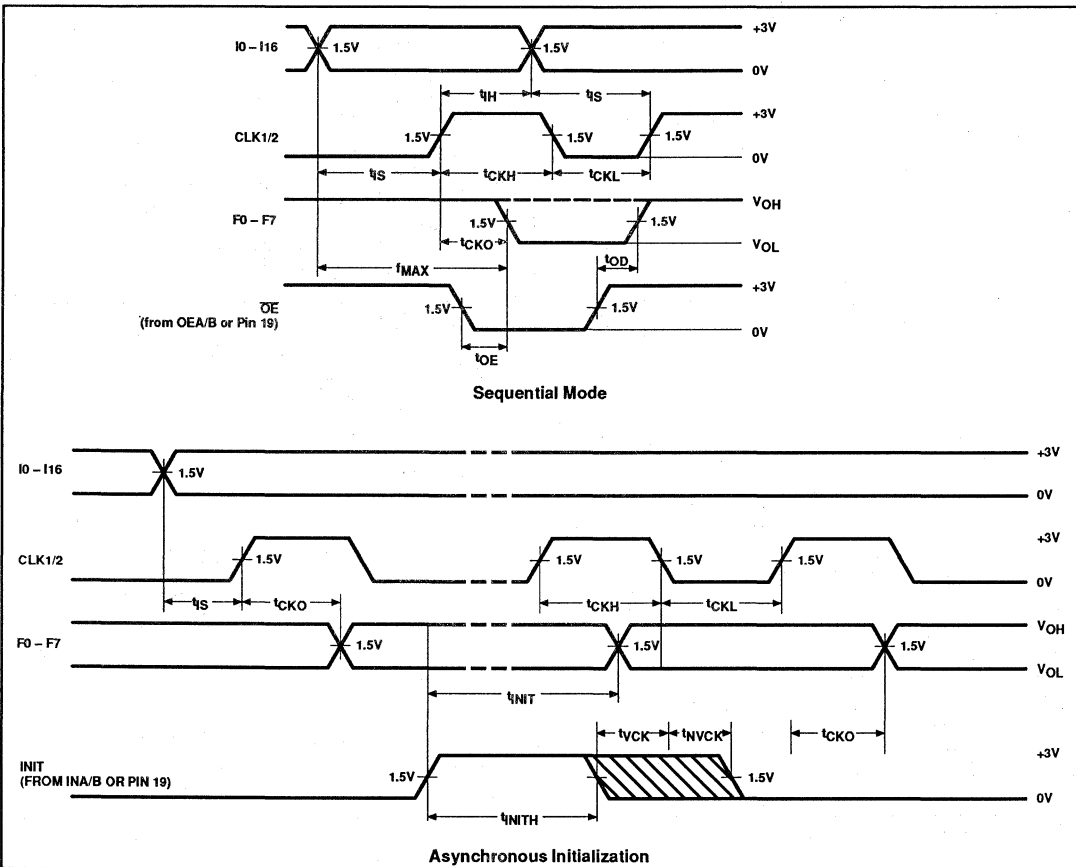 I0 – I16
1.5V
1.5V
+3V
0V
tIH
tIS
CLK1/2
1.5V
1.5V
1.5V
+3V
0V
tIS
tCKH
tCKL
F0 – F7
1.5V
1.5V
VOH
VOL
tCKO
fMAX
tOD
OE
(from OEA/B or Pin 19)
1.5V
1.5V
+3V
0V
tOE
Sequential Mode
I0 – I16
1.5V
+3V
0V
CLK1/2
1.5V
1.5V
1.5V
1.5V
+3V
0V
tIS
tCKO
tCKH
tCKL
F0 – F7
1.5V
1.5V
1.5V
VOH
VOL
tINIT
tVCK
tNVCK
tCKO
INIT
(FROM INA/B OR PIN 19)
1.5V
1.5V
+3V
0V
tINITH
Asynchronous Initialization